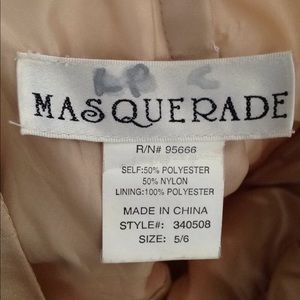 MASQUERADE
R/N# 95666
SELF:50% POLYESTER
50% NYLON
LINING:100% POLYESTER
MADE IN CHINA
STYLE#: 340508
SIZE: 5/6